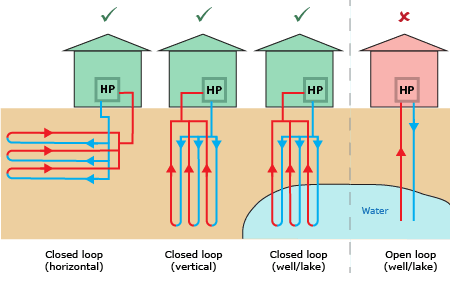 HP
HP
HP
HP
Water
Closed loop
(horizontal)
Closed loop
(vertical)
Closed loop
(well/lake)
Open loop
(well/lake)